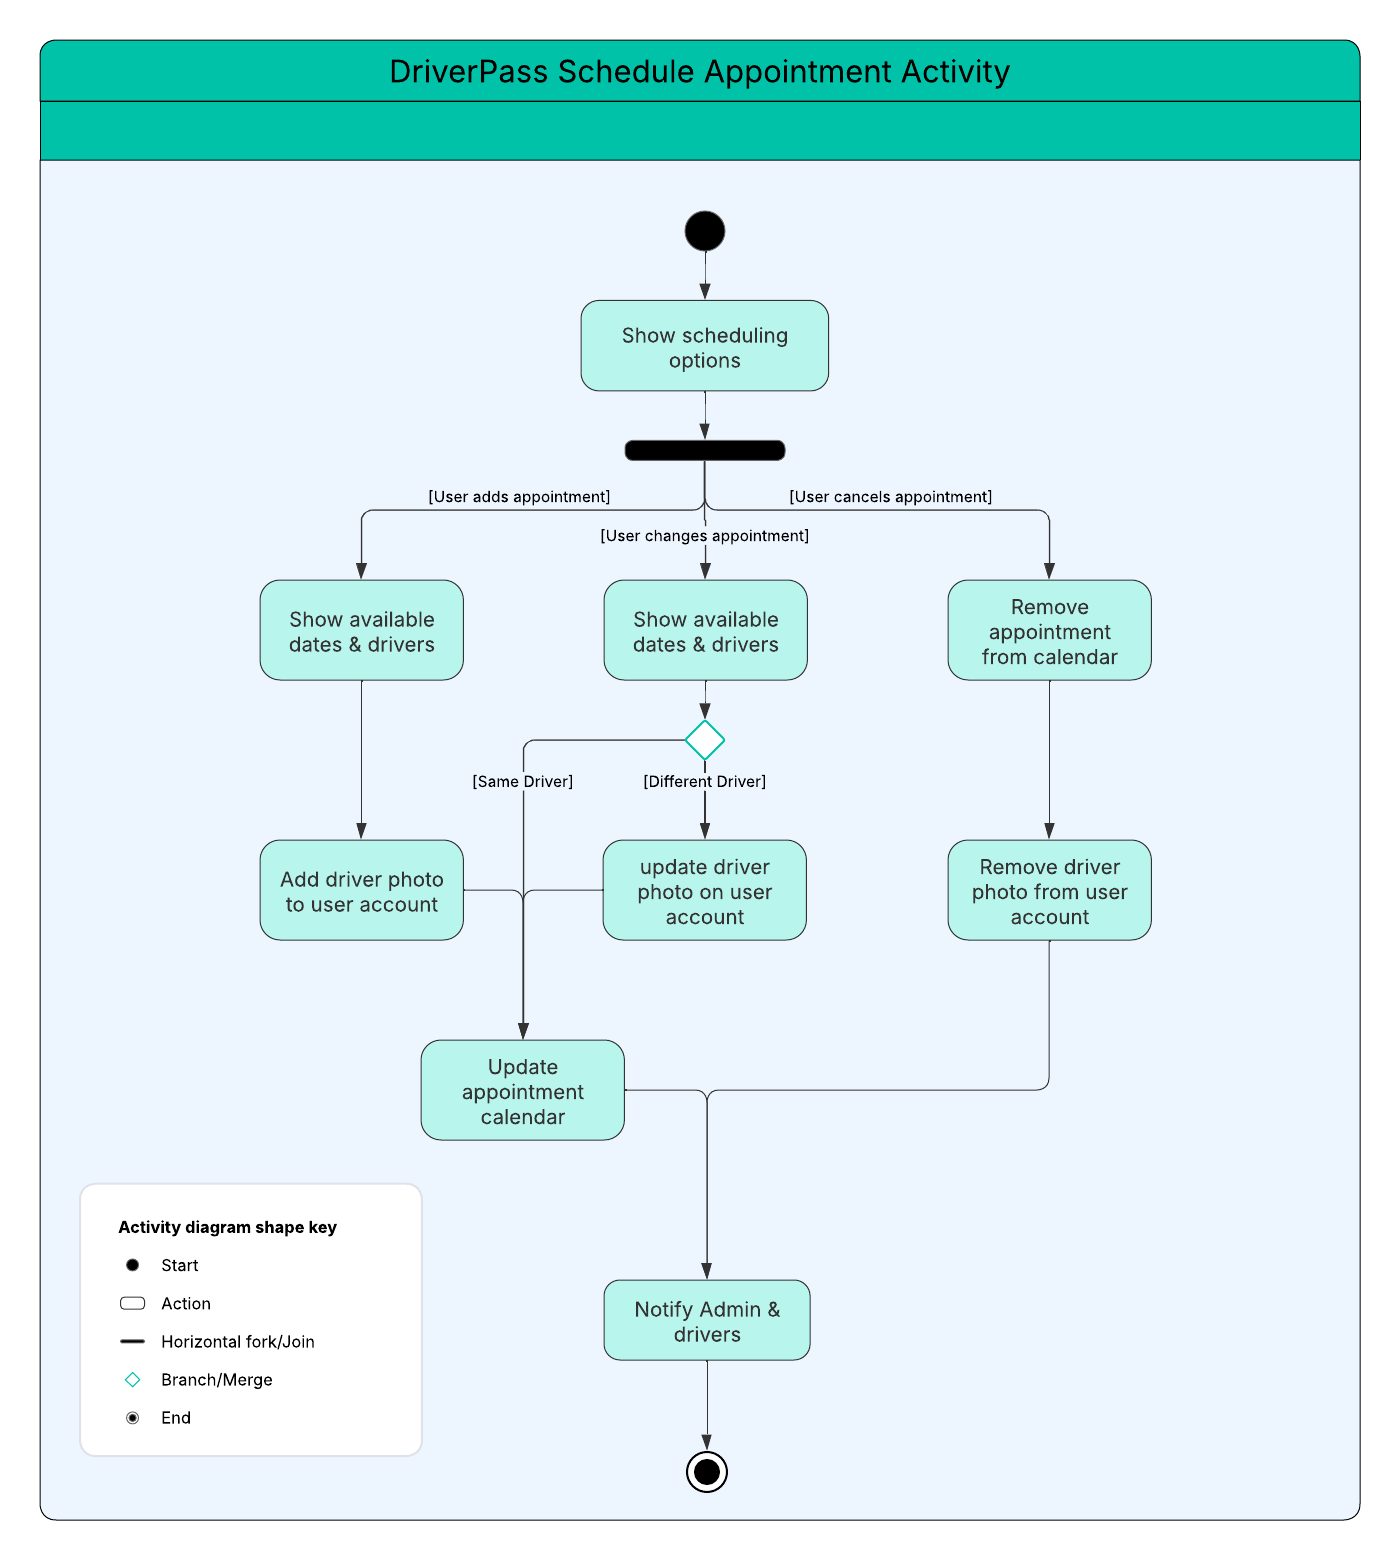 DriverPass Schedule Appointment Activity
Show scheduling
options
[User adds appointment]
[User cancels appointment]
[User changes appointment]
Show available
dates & drivers
Show available
dates & drivers
Remove
appointment
from calendar
[Same Driver]
[Different Driver]
Add driver photo
to user account
update driver
photo on user
account
Remove driver
photo from user
account
Update
appointment
calendar
Activity diagram shape key
Start
Action
Horizontal fork/Join
Branch/Merge
End
Notify Admin &
drivers